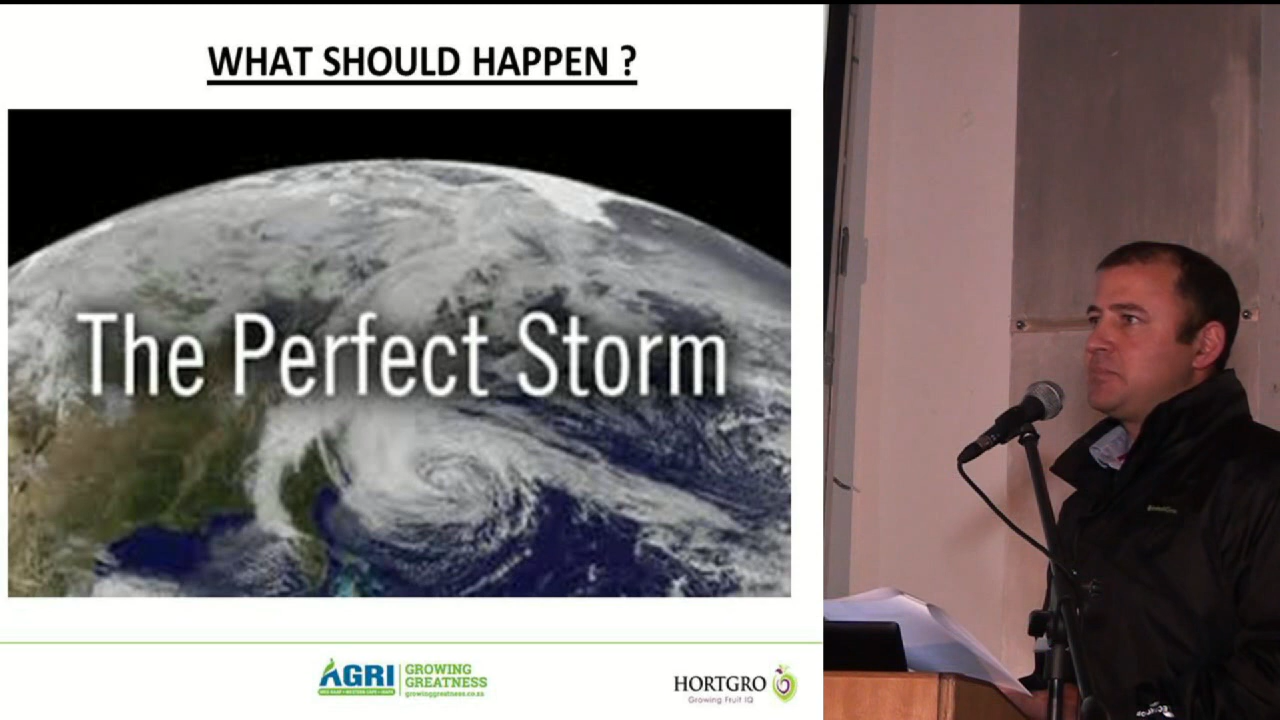 WHAT SHOULD HAPPEN ?
The Perfect Storm
AGRI
GROWING
GREATNESS
growinggreatness.co.za
HORTGRO
Growing Fruit IQ